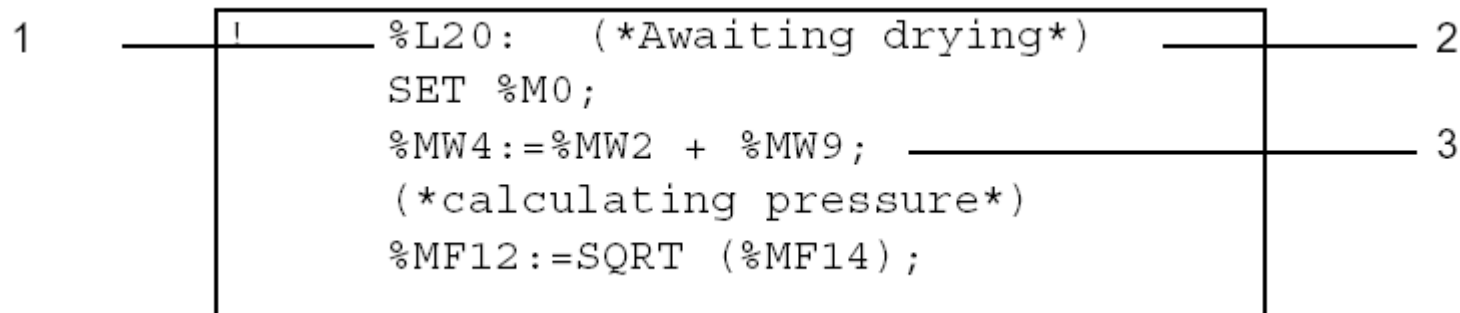 1 ! %L20: (*Awaiting drying*) 2
SET %M0;
%MW4:=%MW2 + %MW9; 3
(*calculating pressure*)
%MF12:=SQRT (%MF14);